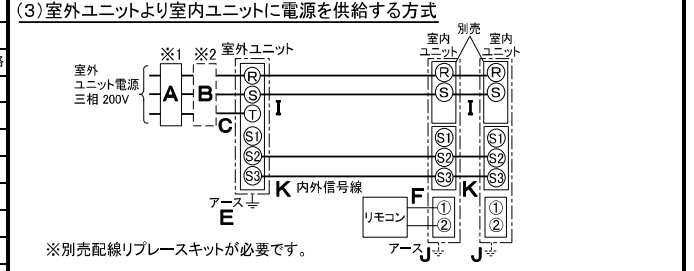 (3)室外ユニットより室内ユニットに電源を供給する方式
別売
※1 ※2 室外ユニット 室内ユニット 室内ユニット
室外
ユニット電源
三相 200V
A B C I I
R S T S1 S2 S3
R S S1 S2 S3 ① ②
R S S1 S2 S3 ① ②
K 内外信号線 K
アース
E
F
リモコン
アース J J
※別売配線リプレースキットが必要です。